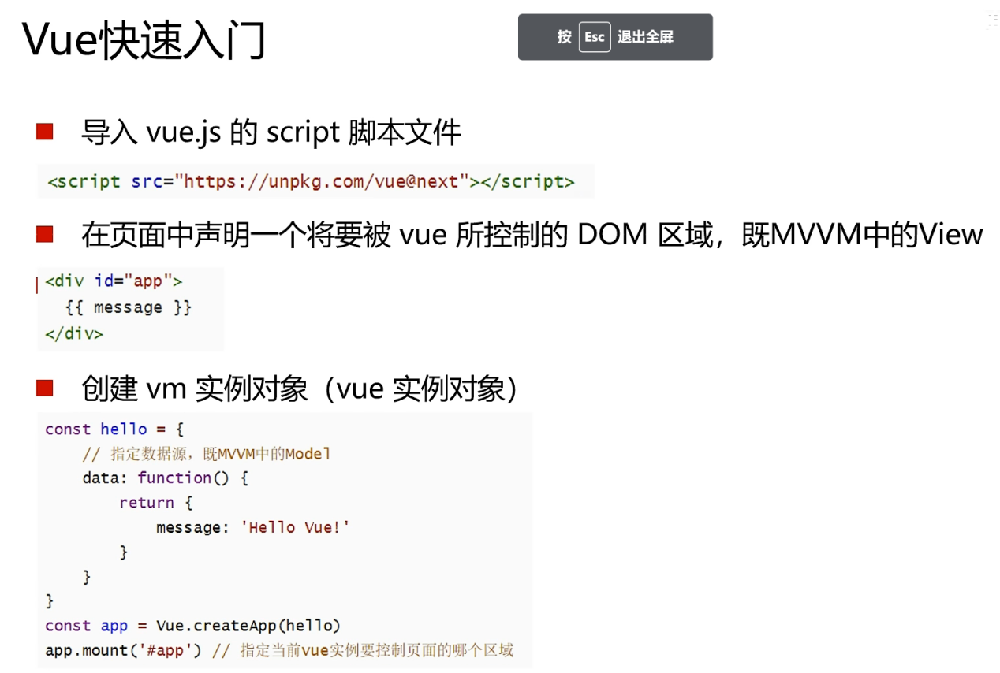 Vue快速入门
按 Esc 退出全屏
导入 vue.js 的 script 脚本文件
<script src="https://unpkg.com/vue@next"></script>
在页面中声明一个将要被 vue 所控制的 DOM 区域，既MVVM中的View
<div id="app">
  {{ message }}
</div>
创建 vm 实例对象（vue 实例对象）
const hello = {
    // 指定数据源，既MVVM中的Model
    data: function() {
        return {
            message: 'Hello Vue!'
        }
    }
}
const app = Vue.createApp(hello)
app.mount('#app') // 指定当前vue实例要控制页面的哪个区域